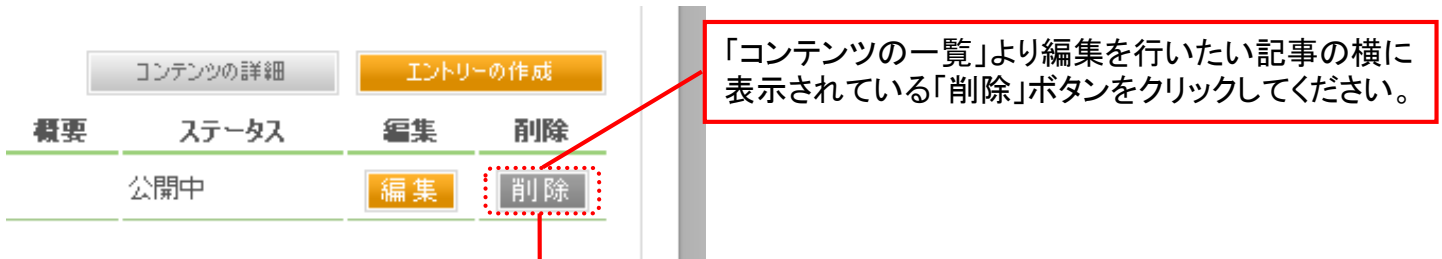 コンテンツの詳細
エントリーの作成
「コンテンツの一覧」より編集を行いたい記事の横に
表示されている「削除」ボタンをクリックしてください。
概要 ステータス 編集 削除
公開中 編集 削除